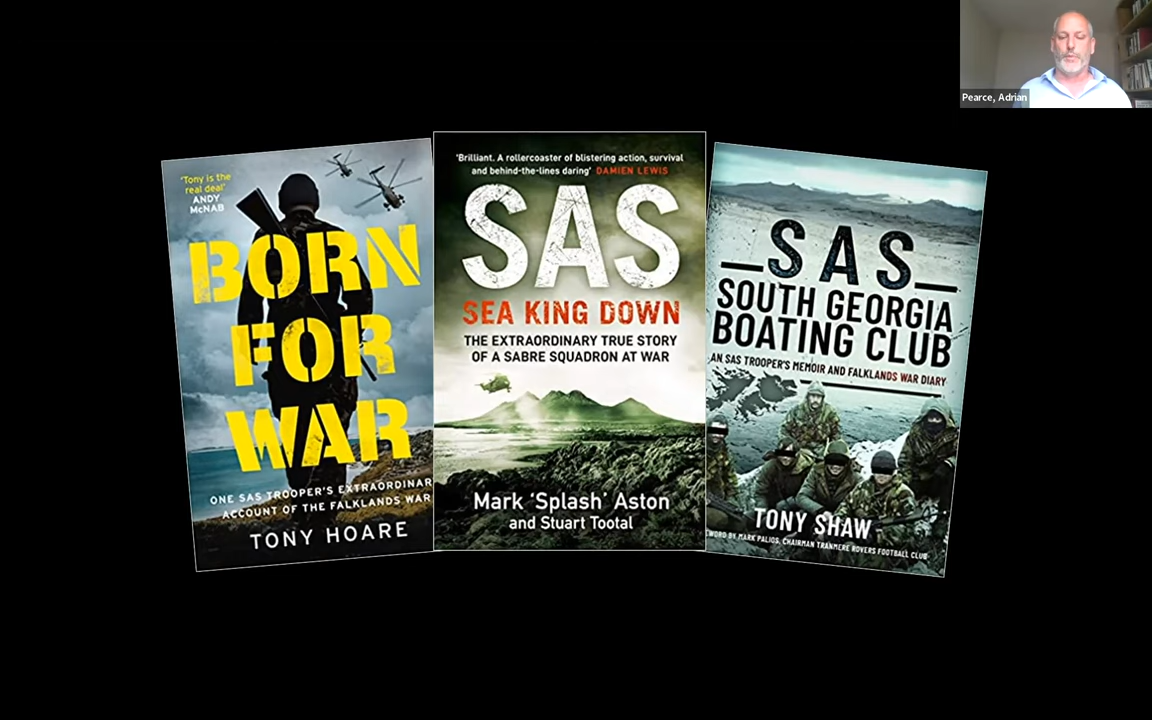 Pearce, Adrian
'Tony is the
real deal'
ANDY
McNAB
BORN
FOR
WAR
ONE SAS TROOPER'S EXTRAORDINAR
ACCOUNT OF THE FALKLANDS WAR
TONY HOARE
'Brilliant. A rollercoaster of blistering action, survival
and behind-the-lines daring' DAMIEN LEWIS
SAS
SEA KING DOWN
THE EXTRAORDINARY TRUE STORY
OF A SABRE SQUADRON AT WAR
Mark 'Splash' Aston
and Stuart Tootal
SAS
SOUTH GEORGIA
BOATING CLUB
AN SAS TROOPER'S MEMOIR AND FALKLANDS WAR DIARY
TONY SHAW
EWORD BY MARK PALIOS, CHAIRMAN TRANMERE ROVERS FOOTBALL CLUB